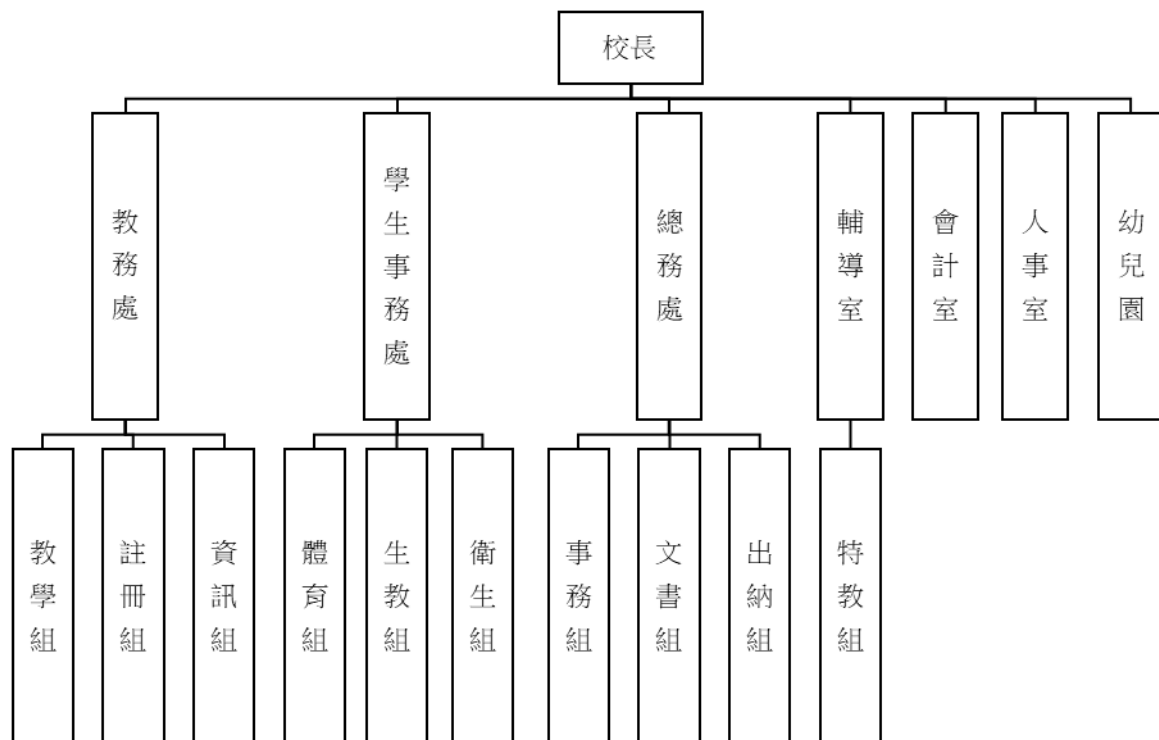 校長
教務處
學生事務處
總務處
輔導室
會計室
人事室
幼兒園
教學組
註冊組
資訊組
體育組
生教組
衛生組
事務組
文書組
出納組
特教組